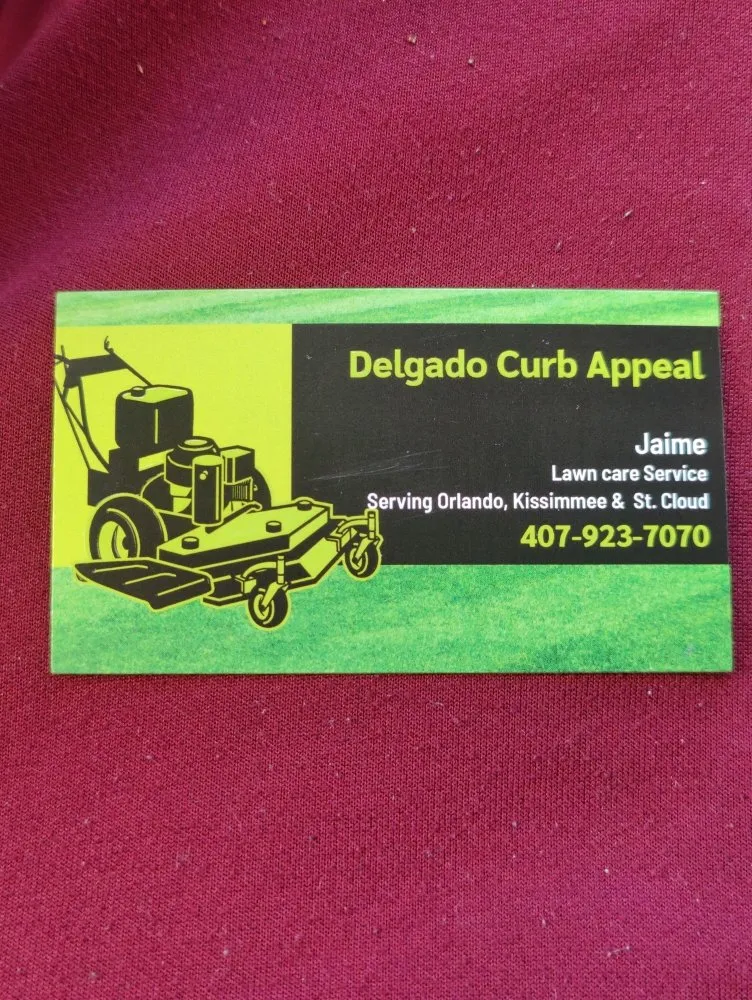 Delgado Curb Appeal
Jaime
Lawn care Service
Serving Orlando, Kissimmee & St. Cloud
407-923-7070